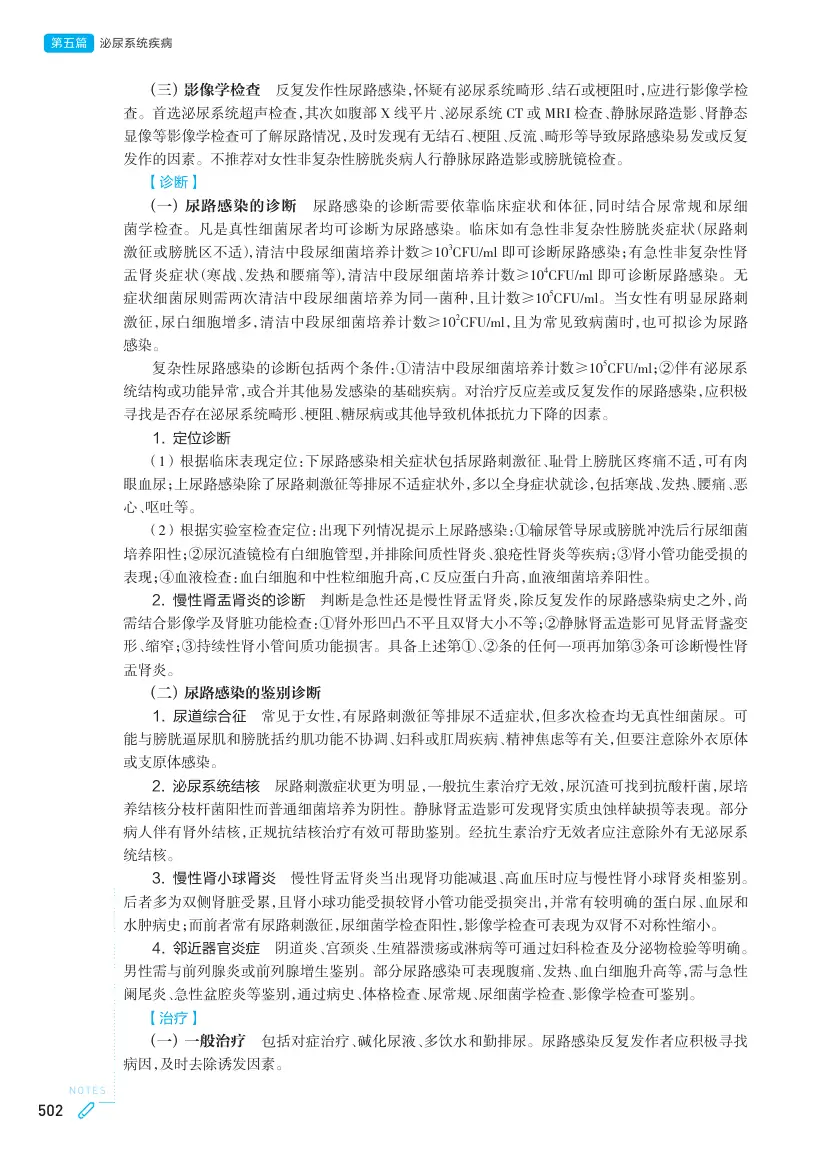 第五篇 泌尿系统疾病
（三）影像学检查 反复发作性尿路感染,怀疑有泌尿系统畸形、结石或梗阻时,应进行影像学检
查。首选泌尿系统超声检查,其次如腹部 X 线平片、泌尿系统 CT 或 MRI 检查、静脉尿路造影、肾静态
显像等影像学检查可了解尿路情况,及时发现有无结石、梗阻、反流、畸形等导致尿路感染易发或反复
发作的因素。不推荐对女性非复杂性膀胱炎病人行静脉尿路造影或膀胱镜检查。
【诊断】
（一）尿路感染的诊断 尿路感染的诊断需要依靠临床症状和体征,同时结合尿常规和尿细
菌学检查。凡是真性细菌尿者均可诊断为尿路感染。临床如有急性非复杂性膀胱炎症状(尿路刺
激征或膀胱区不适),清洁中段尿细菌培养计数≥10³CFU/ml 即可诊断尿路感染;有急性非复杂性肾
盂肾炎症状(寒战、发热和腰痛等),清洁中段尿细菌培养计数≥10⁴CFU/ml 即可诊断尿路感染。无
症状细菌尿则需两次清洁中段尿细菌培养为同一菌种,且计数≥10⁵CFU/ml。当女性有明显尿路刺
激征,尿白细胞增多,清洁中段尿细菌培养计数≥10²CFU/ml,且为常见致病菌时,也可拟诊为尿路
感染。
复杂性尿路感染的诊断包括两个条件:①清洁中段尿细菌培养计数≥10⁵CFU/ml;②伴有泌尿系
统结构或功能异常,或合并其他易发感染的基础疾病。对治疗反应差或反复发作的尿路感染,应积极
寻找是否存在泌尿系统畸形、梗阻、糖尿病或其他导致机体抵抗力下降的因素。
1. 定位诊断
（1）根据临床表现定位:下尿路感染相关症状包括尿路刺激征、耻骨上膀胱区疼痛不适,可有肉
眼血尿;上尿路感染除了尿路刺激征等排尿不适症状外,多以全身症状就诊,包括寒战、发热、腰痛、恶
心、呕吐等。
（2）根据实验室检查定位:出现下列情况提示上尿路感染:①输尿管导尿或膀胱冲洗后行尿细菌
培养阳性;②尿沉渣镜检有白细胞管型,并排除间质性肾炎、狼疮性肾炎等疾病;③肾小管功能受损的
表现;④血液检查:血白细胞和中性粒细胞升高,C 反应蛋白升高,血液细菌培养阳性。
2. 慢性肾盂肾炎的诊断 判断是急性还是慢性肾盂肾炎,除反复发作的尿路感染病史之外,尚
需结合影像学及肾脏功能检查:①肾外形凹凸不平且双肾大小不等;②静脉肾盂造影可见肾盂肾盏变
形、缩窄;③持续性肾小管间质功能损害。具备上述第①、②条的任何一项再加第③条可诊断慢性肾
盂肾炎。
（二）尿路感染的鉴别诊断
1. 尿道综合征 常见于女性,有尿路刺激征等排尿不适症状,但多次检查均无真性细菌尿。可
能与膀胱逼尿肌和膀胱括约肌功能不协调、妇科或肛周疾病、精神焦虑等有关,但要注意除外衣原体
或支原体感染。
2. 泌尿系统结核 尿路刺激症状更为明显,一般抗生素治疗无效,尿沉渣可找到抗酸杆菌,尿培
养结核分枝杆菌阳性而普通细菌培养为阴性。静脉肾盂造影可发现肾实质虫蚀样缺损等表现。部分
病人伴有肾外结核,正规抗结核治疗有效可帮助鉴别。经抗生素治疗无效者应注意除外有无泌尿系
统结核。
3. 慢性肾小球肾炎 慢性肾盂肾炎当出现肾功能减退、高血压时应与慢性肾小球肾炎相鉴别。
后者多为双侧肾脏受累,且肾小球功能受损较肾小管功能受损突出,并常有较明确的蛋白尿、血尿和
水肿病史;而前者常有尿路刺激征,尿细菌学检查阳性,影像学检查可表现为双肾不对称性缩小。
4. 邻近器官炎症 阴道炎、宫颈炎、生殖器溃疡或淋病等可通过妇科检查及分泌物检验等明确。
男性需与前列腺炎或前列腺增生鉴别。部分尿路感染可表现腹痛、发热、血白细胞升高等,需与急性
阑尾炎、急性盆腔炎等鉴别,通过病史、体格检查、尿常规、尿细菌学检查、影像学检查可鉴别。
【治疗】
（一）一般治疗 包括对症治疗、碱化尿液、多饮水和勤排尿。尿路感染反复发作者应积极寻找
病因,及时去除诱发因素。
NOTES
502